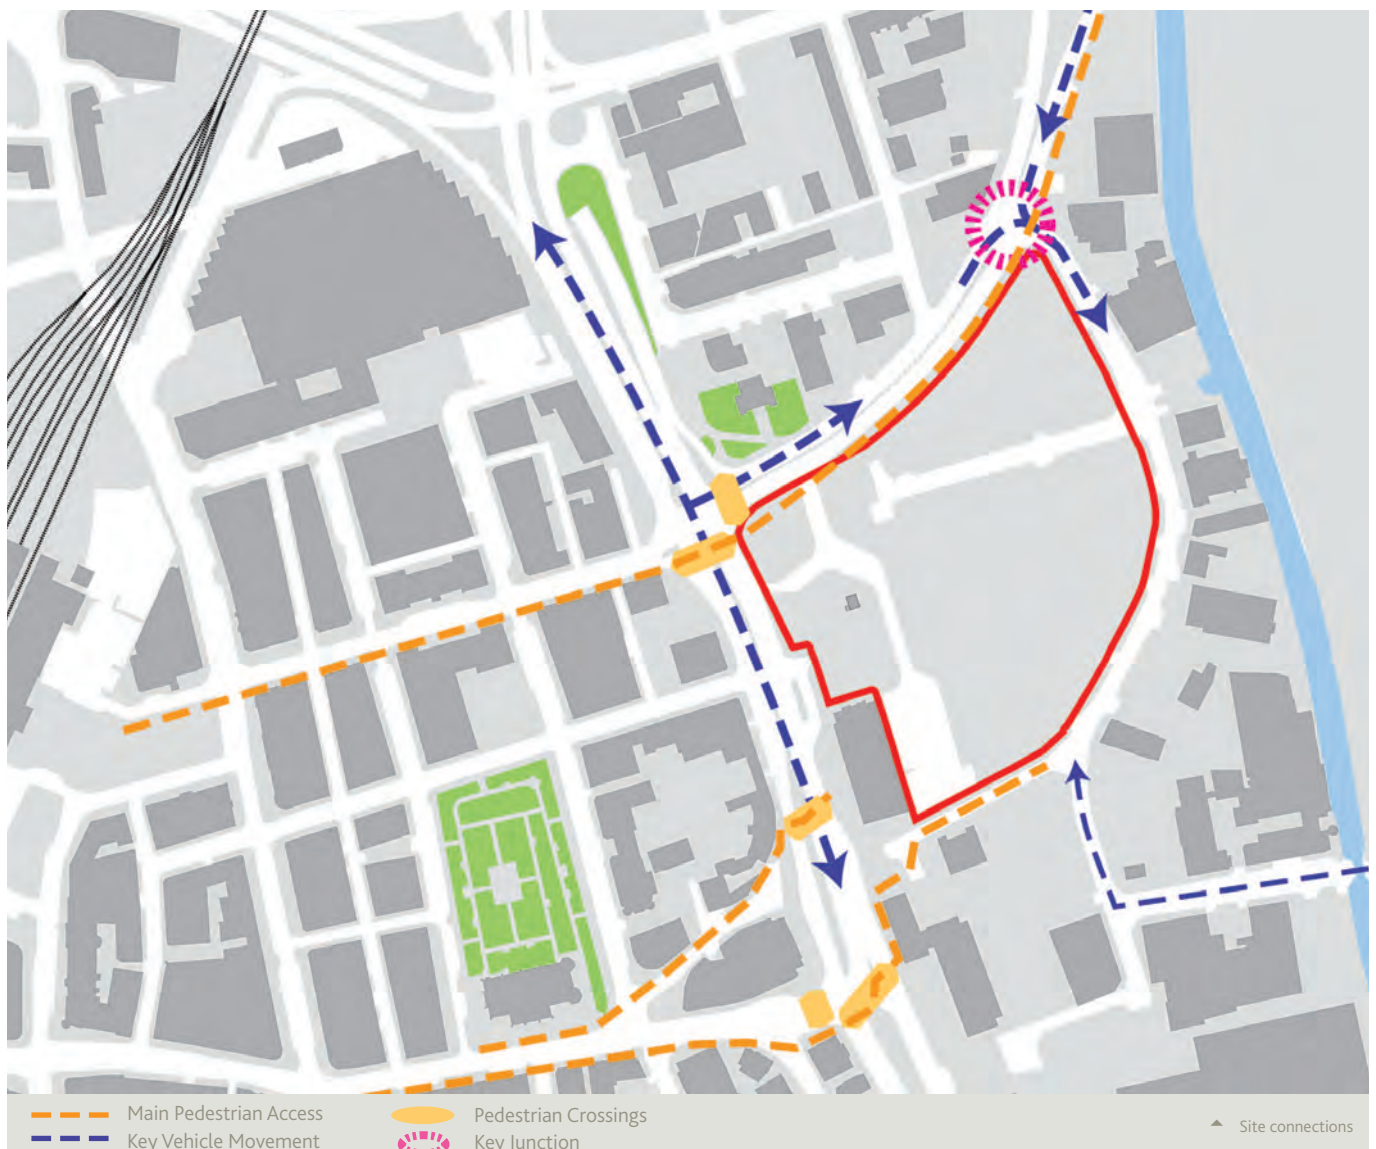 Main Pedestrian Access
Pedestrian Crossings
Key Vehicle Movement
Key Junction
Site connections